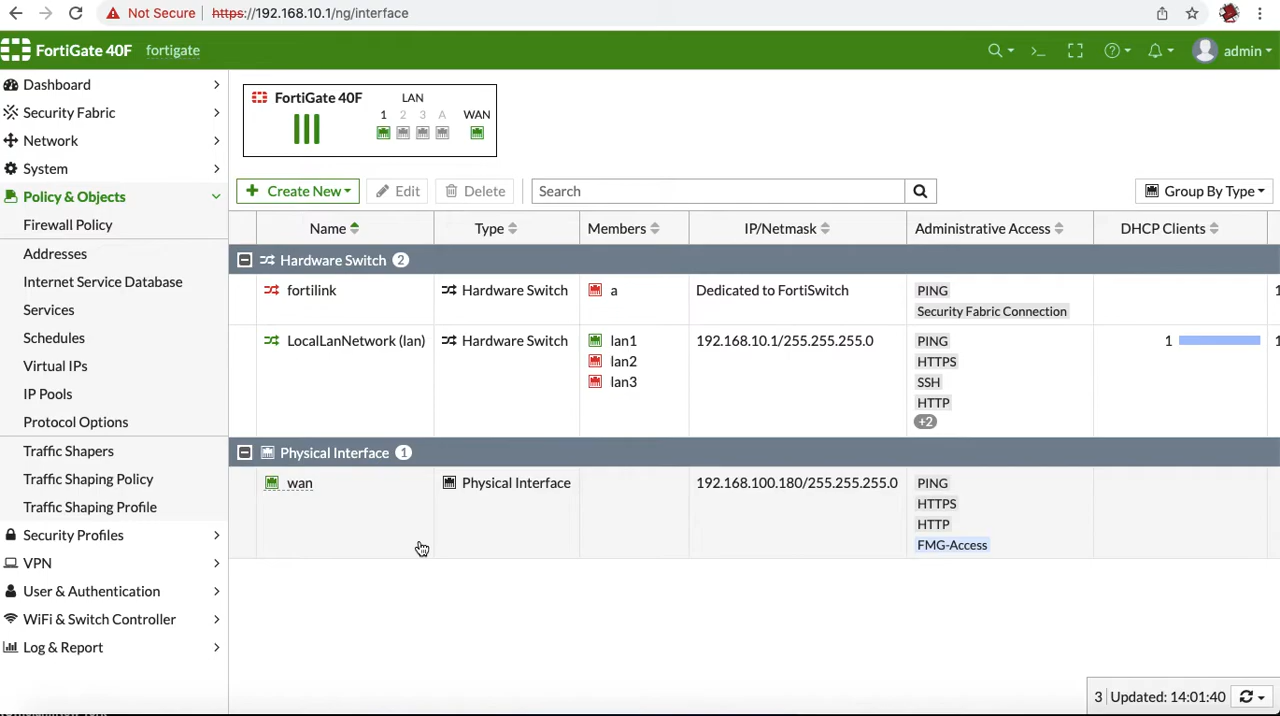 Not Secure | https://192.168.10.1/ng/interface
FortiGate 40F fortigate admin
Dashboard
Security Fabric
Network
System
Policy & Objects
Firewall Policy
Addresses
Internet Service Database
Services
Schedules
Virtual IPs
IP Pools
Protocol Options
Traffic Shapers
Traffic Shaping Policy
Traffic Shaping Profile
Security Profiles
VPN
User & Authentication
WiFi & Switch Controller
Log & Report
FortiGate 40F LAN
1 2 3 A WAN
Create New Edit Delete Search Group By Type
Name Type Members IP/Netmask Administrative Access DHCP Clients
Hardware Switch 2
fortilink Hardware Switch a Dedicated to FortiSwitch PING 1
Security Fabric Connection
LocalLanNetwork (lan) Hardware Switch lan1 192.168.10.1/255.255.255.0 PING 1 1
lan2 HTTPS
lan3 SSH
HTTP
+2
Physical Interface 1
wan Physical Interface 192.168.100.180/255.255.255.0 PING
HTTPS
HTTP
FMG-Access
3 Updated: 14:01:40